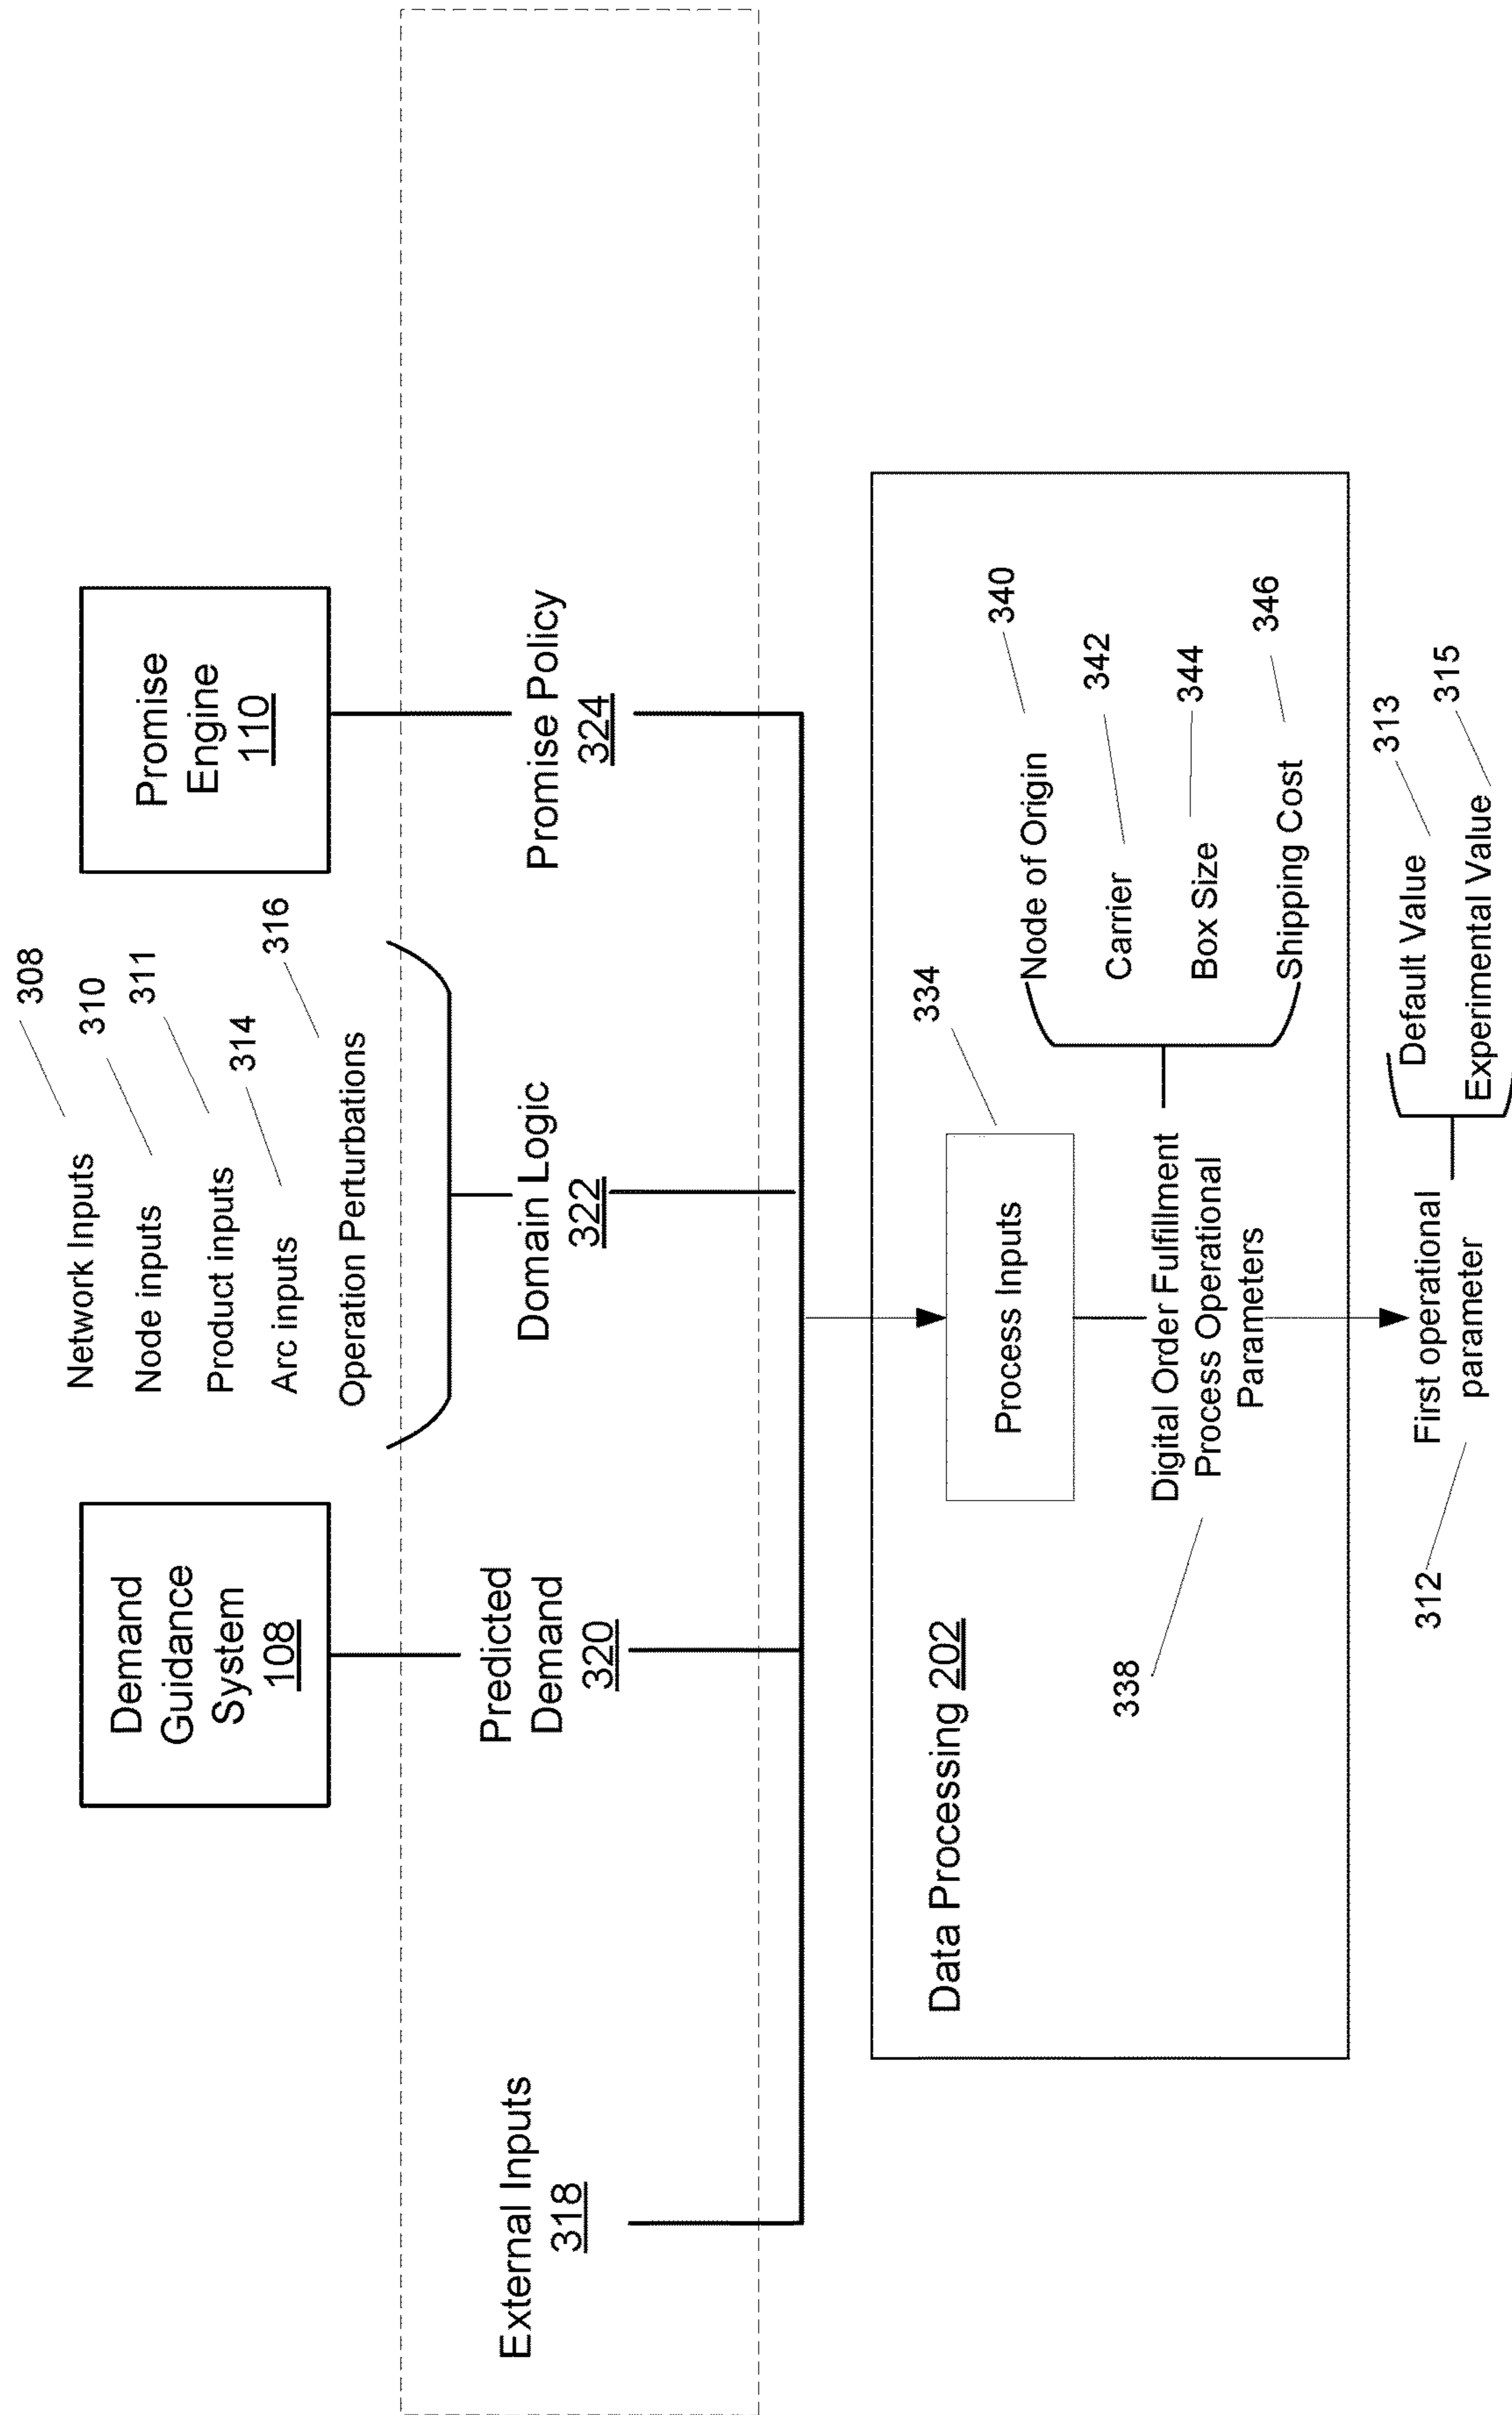 308
Network Inputs
310
Node inputs
311
Product inputs
314
Arc inputs
316
Operation Perturbations
Demand
Guidance
System
108
Promise
Engine
110
External Inputs
318
Predicted
Demand
320
Domain Logic
322
Promise Policy
324
Data Processing 202
334
Process Inputs
338
Digital Order Fulfillment
Process Operational
Parameters
Node of Origin
340
Carrier
342
Box Size
344
Shipping Cost
346
312
First operational
parameter
Default Value
313
Experimental Value
315